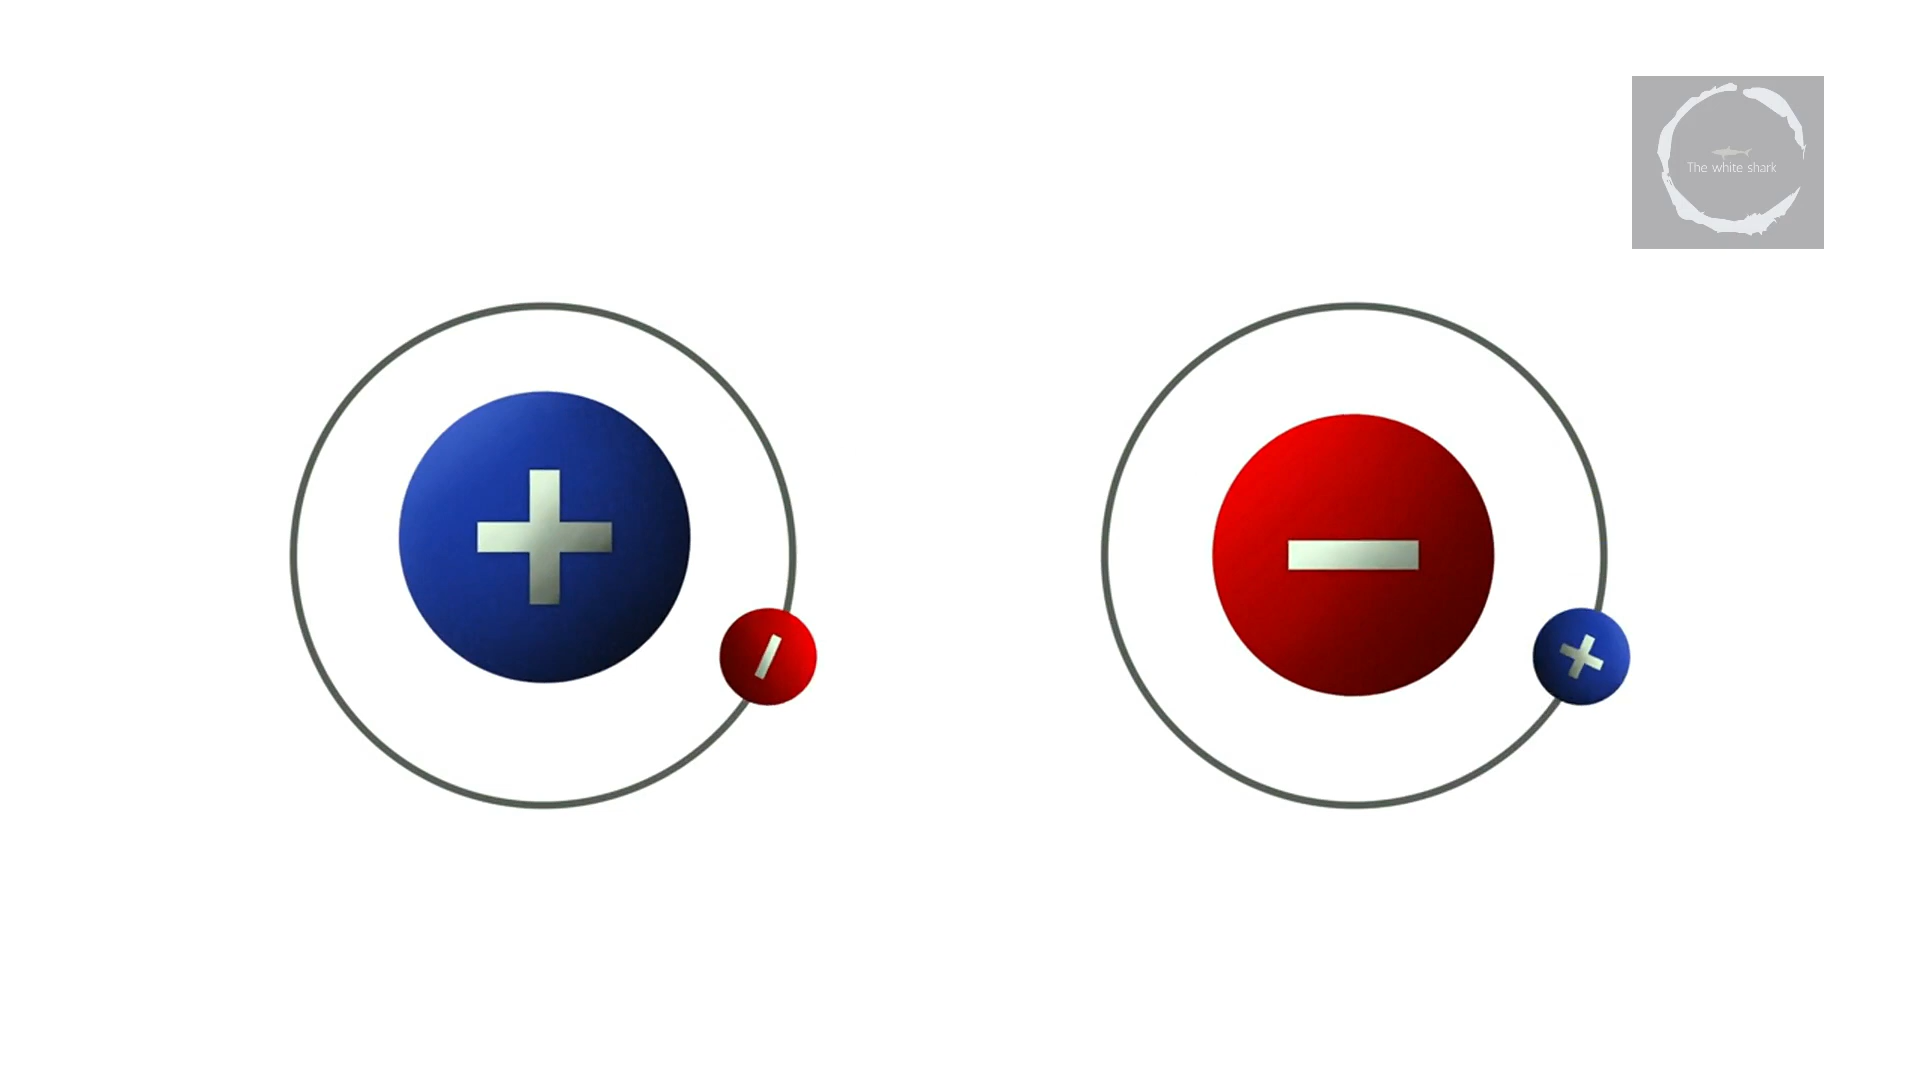 The white shark
+
−
−
+